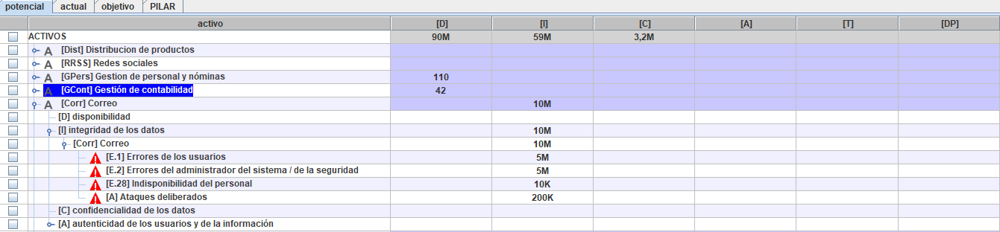 potencial actual objetivo PILAR
activo [D] [I] [C] [A] [T] [DP]
ACTIVOS 90M 59M 3,2M
A [Dist] Distribucion de productos
A [RRSS] Redes sociales
A [GPers] Gestion de personal y nóminas 110
A [GCont] Gestión de contabilidad 42
A [Corr] Correo 10M
[D] disponibilidad
[I] integridad de los datos 10M
[Corr] Correo 10M
[E.1] Errores de los usuarios 5M
[E.2] Errores del administrador del sistema / de la seguridad 5M
[E.28] Indisponibilidad del personal 10K
[A] Ataques deliberados 200K
[C] confidencialidad de los datos
[A] autenticidad de los usuarios y de la información